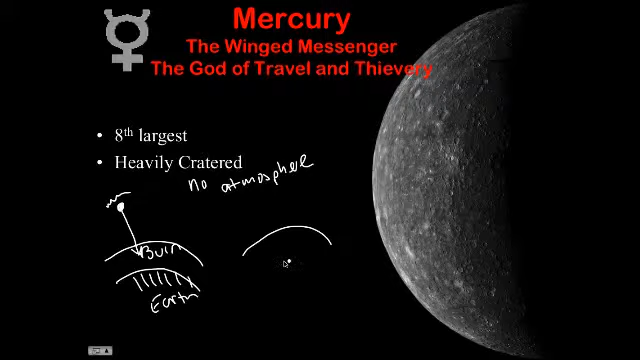 Mercury
The Winged Messenger
The God of Travel and Thievery
• 8th largest
• Heavily Cratered
no atmosphere
Burn
Earth